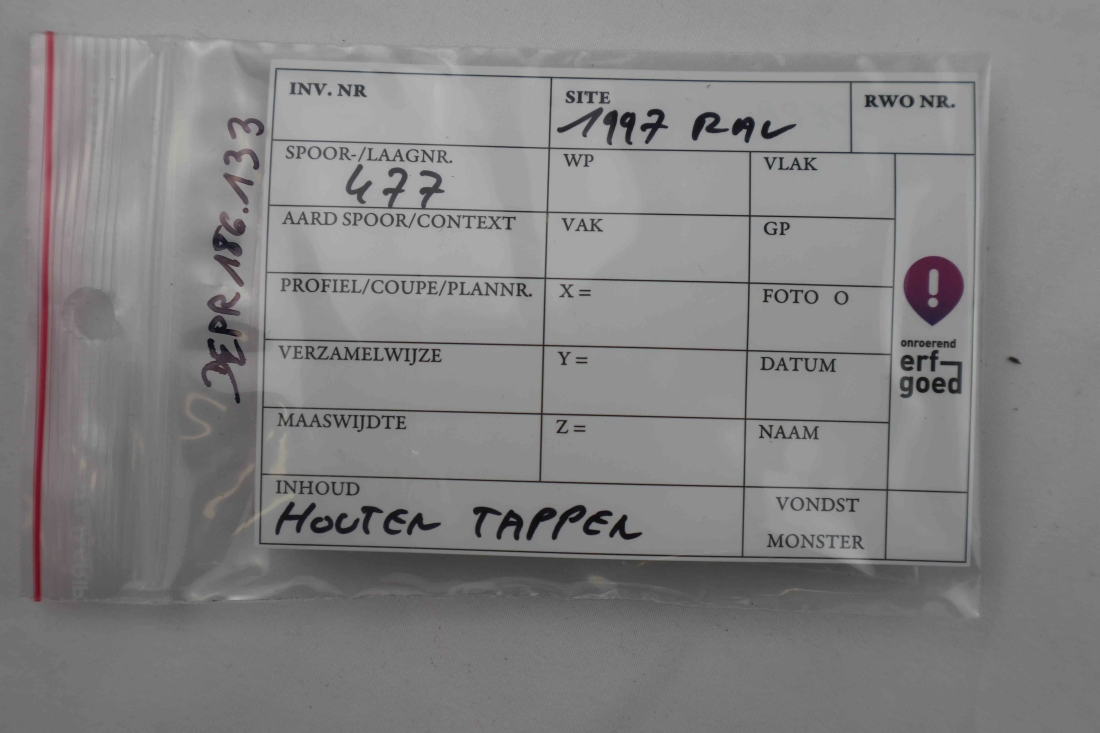 DEPR 186.133
INV. NR
SITE
RWO NR.
1997 RAV
SPOOR-/LAAGNR.
WP
VLAK
477
AARD SPOOR/CONTEXT
VAK
GP
PROFIEL/COUPE/PLANNR.
X =
FOTO O
VERZAMELWIJZE
Y =
DATUM
MAASWIJDTE
Z =
NAAM
onroerend
erf-
goed
INHOUD
VONDST
HOUTEN TAPPEN
MONSTER